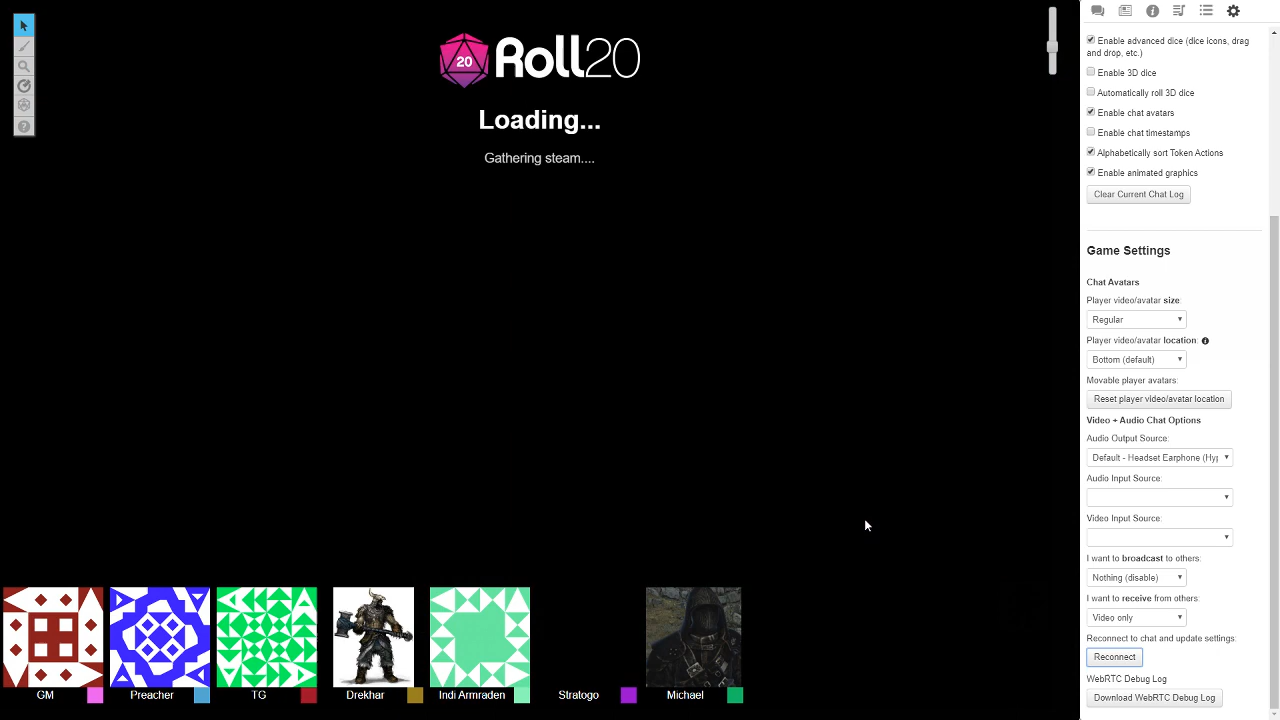 20 Roll20
Loading...
Gathering steam....
GM
Preacher
TG
Drekhar
Indi Armraden
Stratogo
Michael
Enable advanced dice (dice icons, drag
and drop, etc.)
Enable 3D dice
Automatically roll 3D dice
Enable chat avatars
Enable chat timestamps
Alphabetically sort Token Actions
Enable animated graphics
Clear Current Chat Log
Game Settings
Chat Avatars
Player video/avatar size:
Regular
Player video/avatar location:
Bottom (default)
Movable player avatars:
Reset player video/avatar location
Video + Audio Chat Options
Audio Output Source:
Default - Headset Earphone (Hyp
Audio Input Source:
Video Input Source:
I want to broadcast to others:
Nothing (disable)
I want to receive from others:
Video only
Reconnect to chat and update settings:
Reconnect
WebRTC Debug Log
Download WebRTC Debug Log